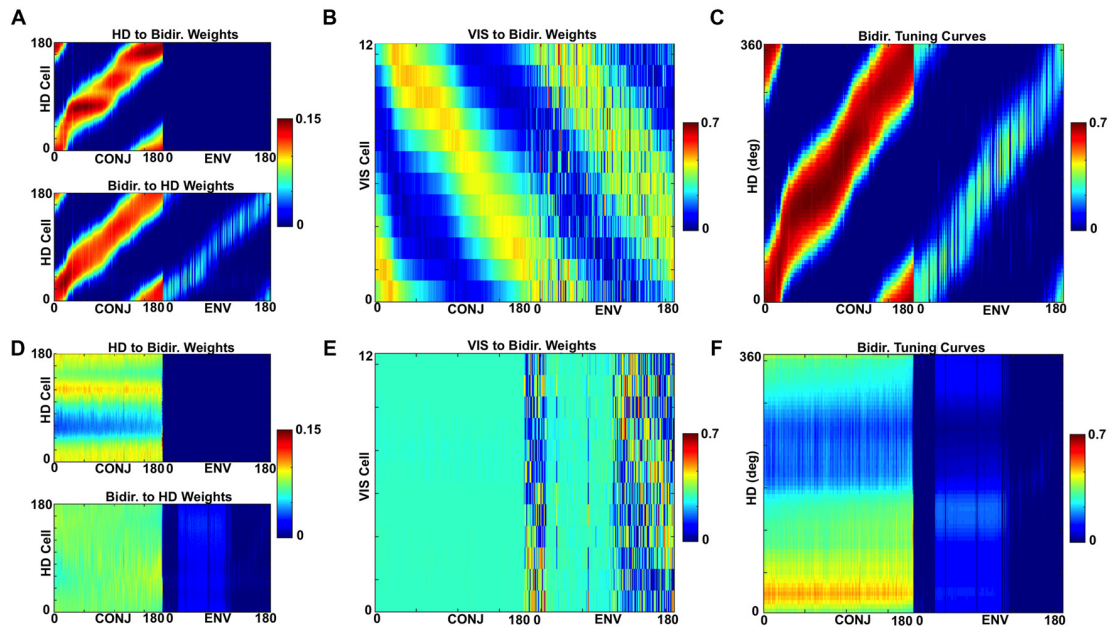 A
HD to Bidir. Weights
180
HD Cell
0
0 CONJ 180 0 ENV 180
0.15
0
Bidir. to HD Weights
180
HD Cell
0
0 CONJ 180 0 ENV 180
B
VIS to Bidir. Weights
12
VIS Cell
0
0 CONJ 180 0 ENV 180
0.7
0
C
Bidir. Tuning Curves
360
HD (deg)
0
0 CONJ 180 0 ENV 180
0.7
0
D
HD to Bidir. Weights
180
HD Cell
0
0 CONJ 180 0 ENV 180
0.15
0
Bidir. to HD Weights
180
HD Cell
0
0 CONJ 180 0 ENV 180
E
VIS to Bidir. Weights
12
VIS Cell
0
0 CONJ 180 0 ENV 180
0.7
0
F
Bidir. Tuning Curves
360
HD (deg)
0
0 CONJ 180 0 ENV 180
0.7
0